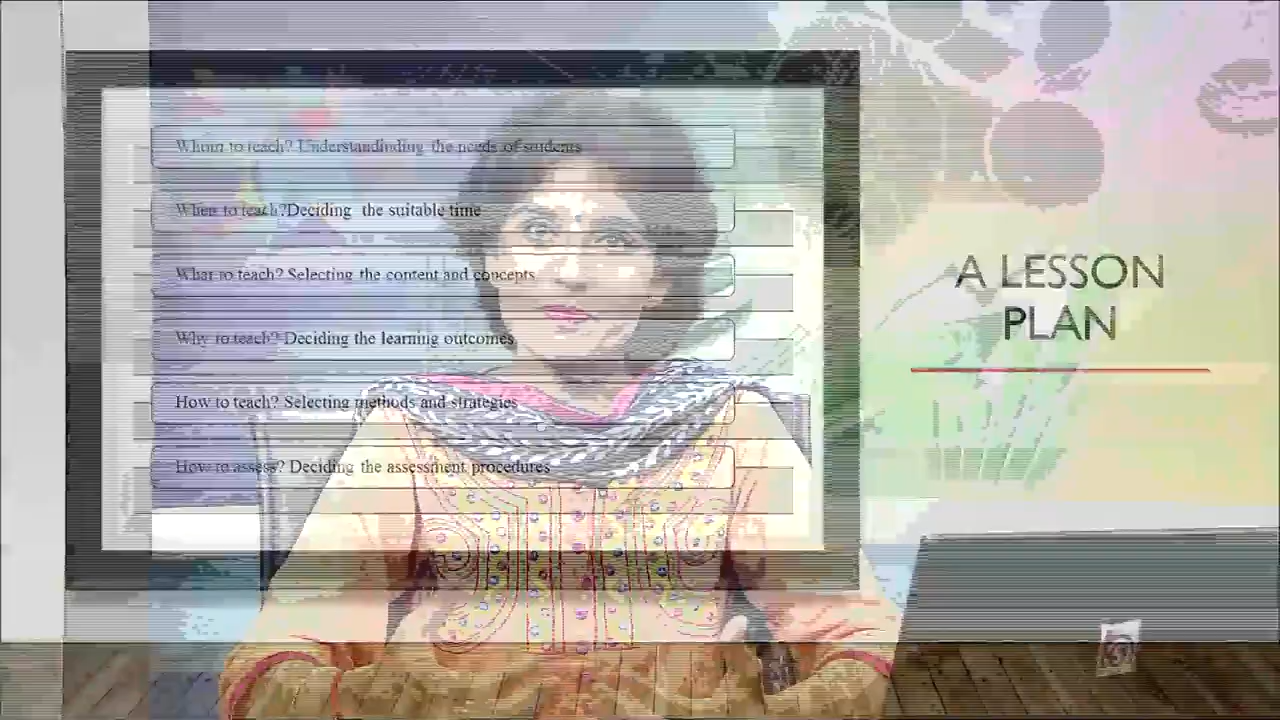 Whom to teach? Understandinding the needs of students
When to teach?Deciding the suitable time
What to teach? Selecting the content and concepts
Why to teach? Deciding the learning outcomes
How to teach? Selecting methods and strategies
How to assess? Deciding the assessment procedures
A LESSON
PLAN